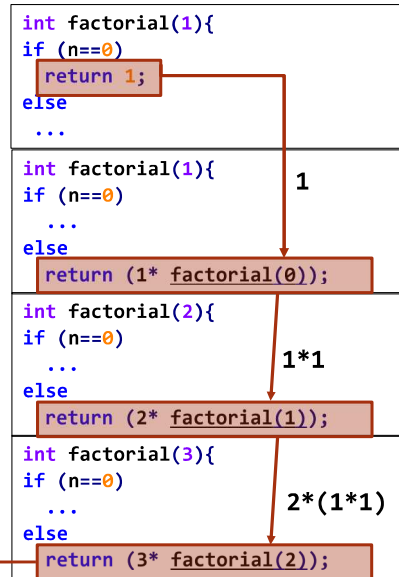 int factorial(1){
if (n==0)
return 1;
else
...
int factorial(1){
if (n==0)
...
else
return (1* factorial(0));
1
int factorial(2){
if (n==0)
...
else
return (2* factorial(1));
1*1
int factorial(3){
if (n==0)
...
else
return (3* factorial(2));
2*(1*1)